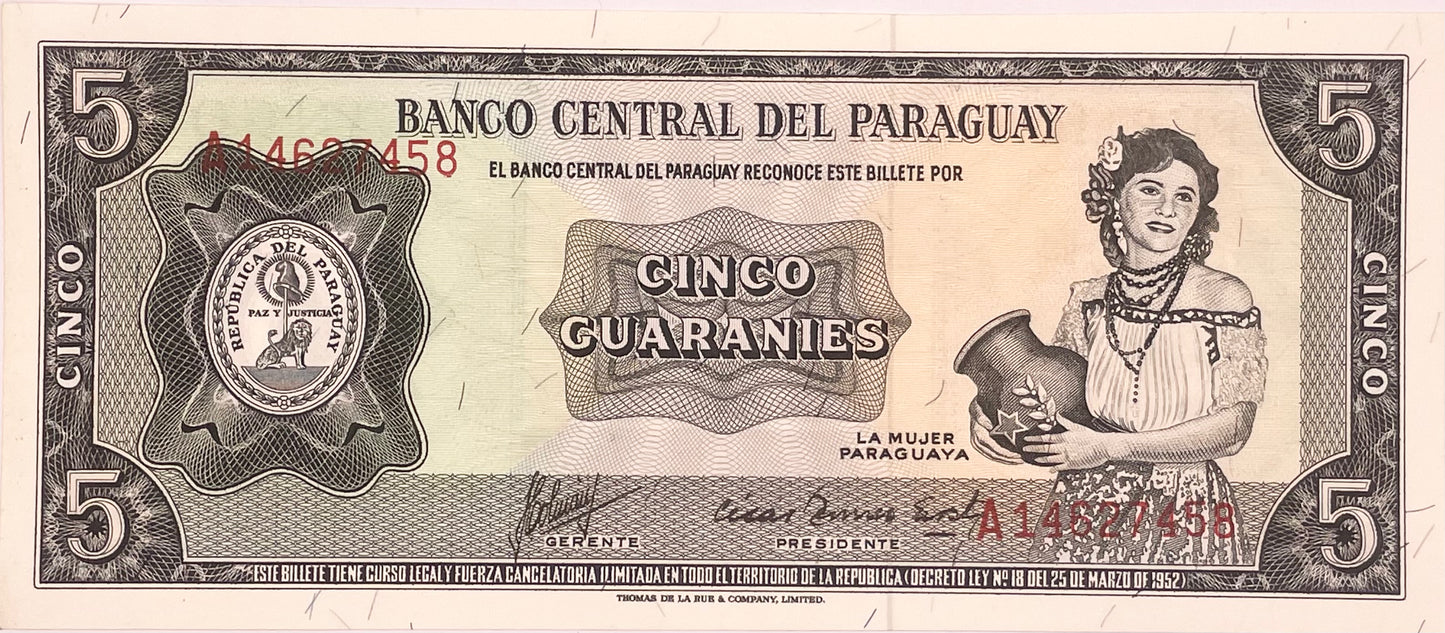 5
5
BANCO CENTRAL DEL PARAGUAY
A14627458
EL BANCO CENTRAL DEL PARAGUAY RECONOCE ESTE BILLETE POR
REPÚBLICA DEL PARAGUAY
PAZ Y JUSTICIA
CINCO
CINCO
GUARANIES
CINCO
LA MUJER
PARAGUAYA
5
5
A14627458
GERENTE
PRESIDENTE
ESTE BILLETE TIENE CURSO LEGAL Y FUERZA CANCELATORIA ILIMITADA EN TODO EL TERRITORIO DE LA REPUBLICA (DECRETO LEY Nº 18 DEL 25 DE MARZO DE 1952)
THOMAS DE LA RUE & COMPANY, LIMITED.